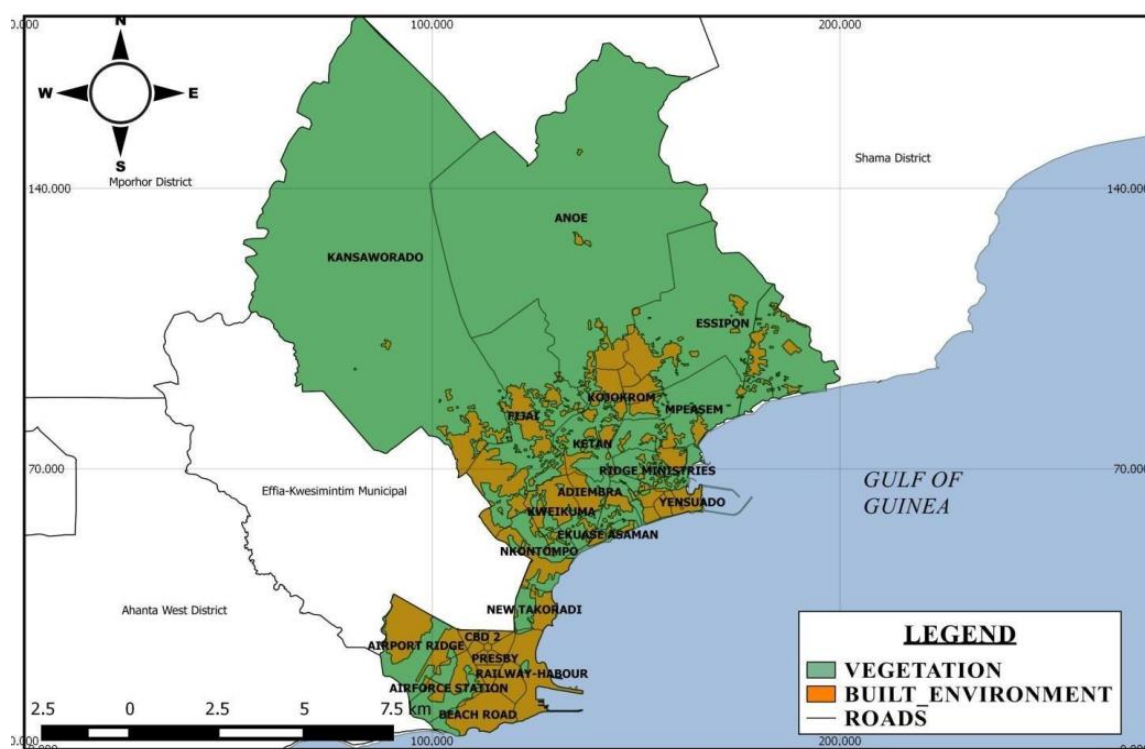 0.000
100.000
200.000
N
W
E
S
Shama District
Mporhor District
140.000
140.000
ANOE
KANSAWORADO
ESSIPON
KOJOKROM
MPEASEM
FIJAI
KETAN
70.000
70.000
RIDGE MINISTRIES
GULF OF
GUINEA
Effia-Kwesimintim Municipal
ADIEMBRA
YENSUADO
KWEIKUMA
EKUASE ASAMAN
NKONTOMPO
Ahanta West District
NEW TAKORADI
CBD 2
AIRPORT RIDGE
PRESBY
RAILWAY-HABOUR
AIRFORCE STATION
BEACH ROAD
LEGEND
VEGETATION
BUILT_ENVIRONMENT
ROADS
2.5 0 2.5 5 7.5 km
100.000
200.000